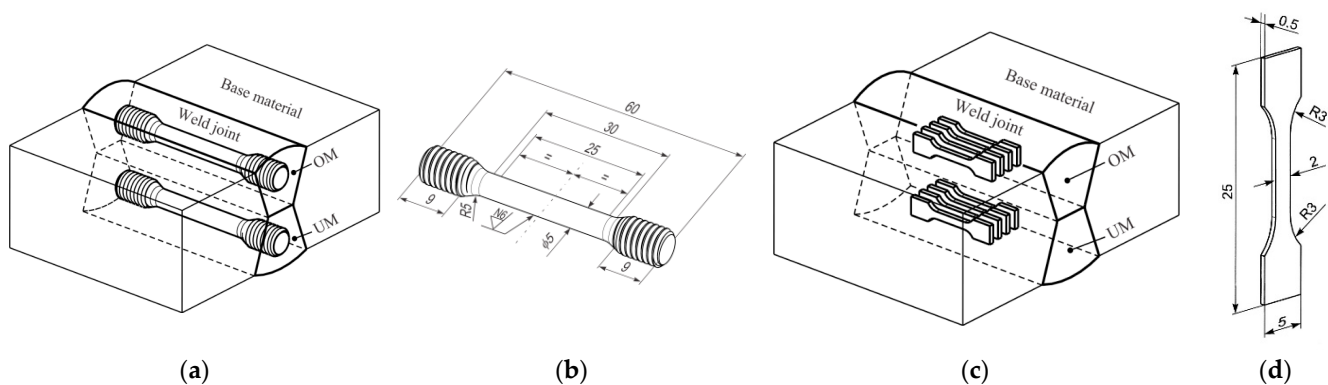 Base material
Weld joint
OM
UM
(a)
60
30
25
"
"
9
R5
N6
ϕ5
9
(b)
Base material
Weld joint
OM
UM
(c)
0.5
R3
2
25
R3
5
(d)